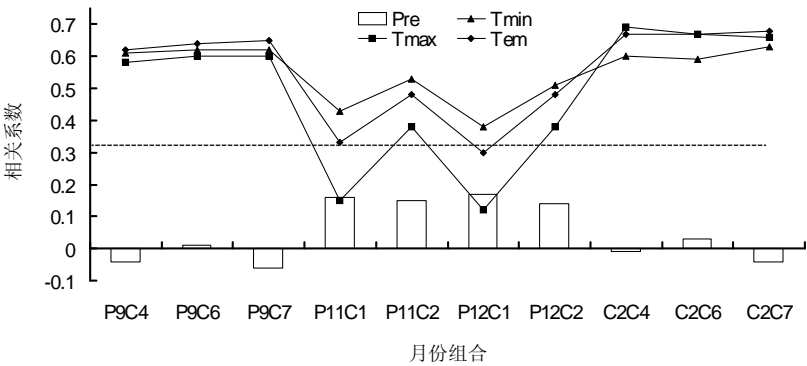 0.7
0.6
0.5
0.4
0.3
0.2
0.1
0
-0.1
相关系数
Pre
Tmin
Tmax
Tem
P9C4 P9C6 P9C7 P11C1 P11C2 P12C1 P12C2 C2C4 C2C6 C2C7
月份组合